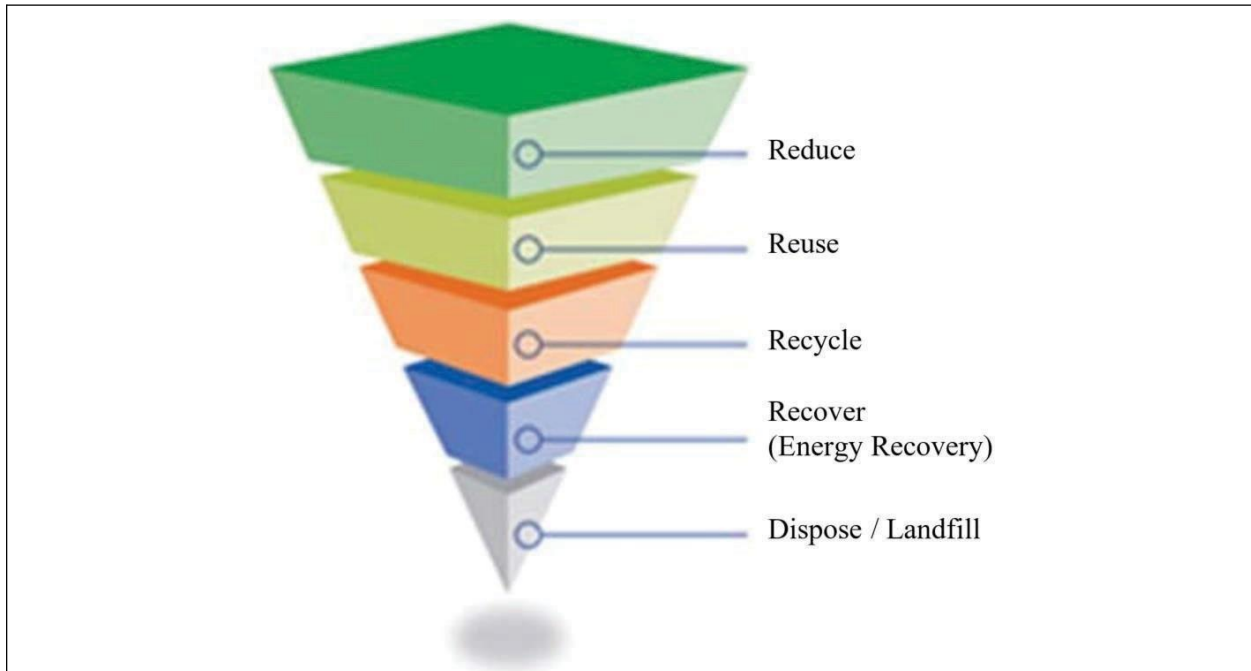 Reduce
Reuse
Recycle
Recover
(Energy Recovery)
Dispose / Landfill